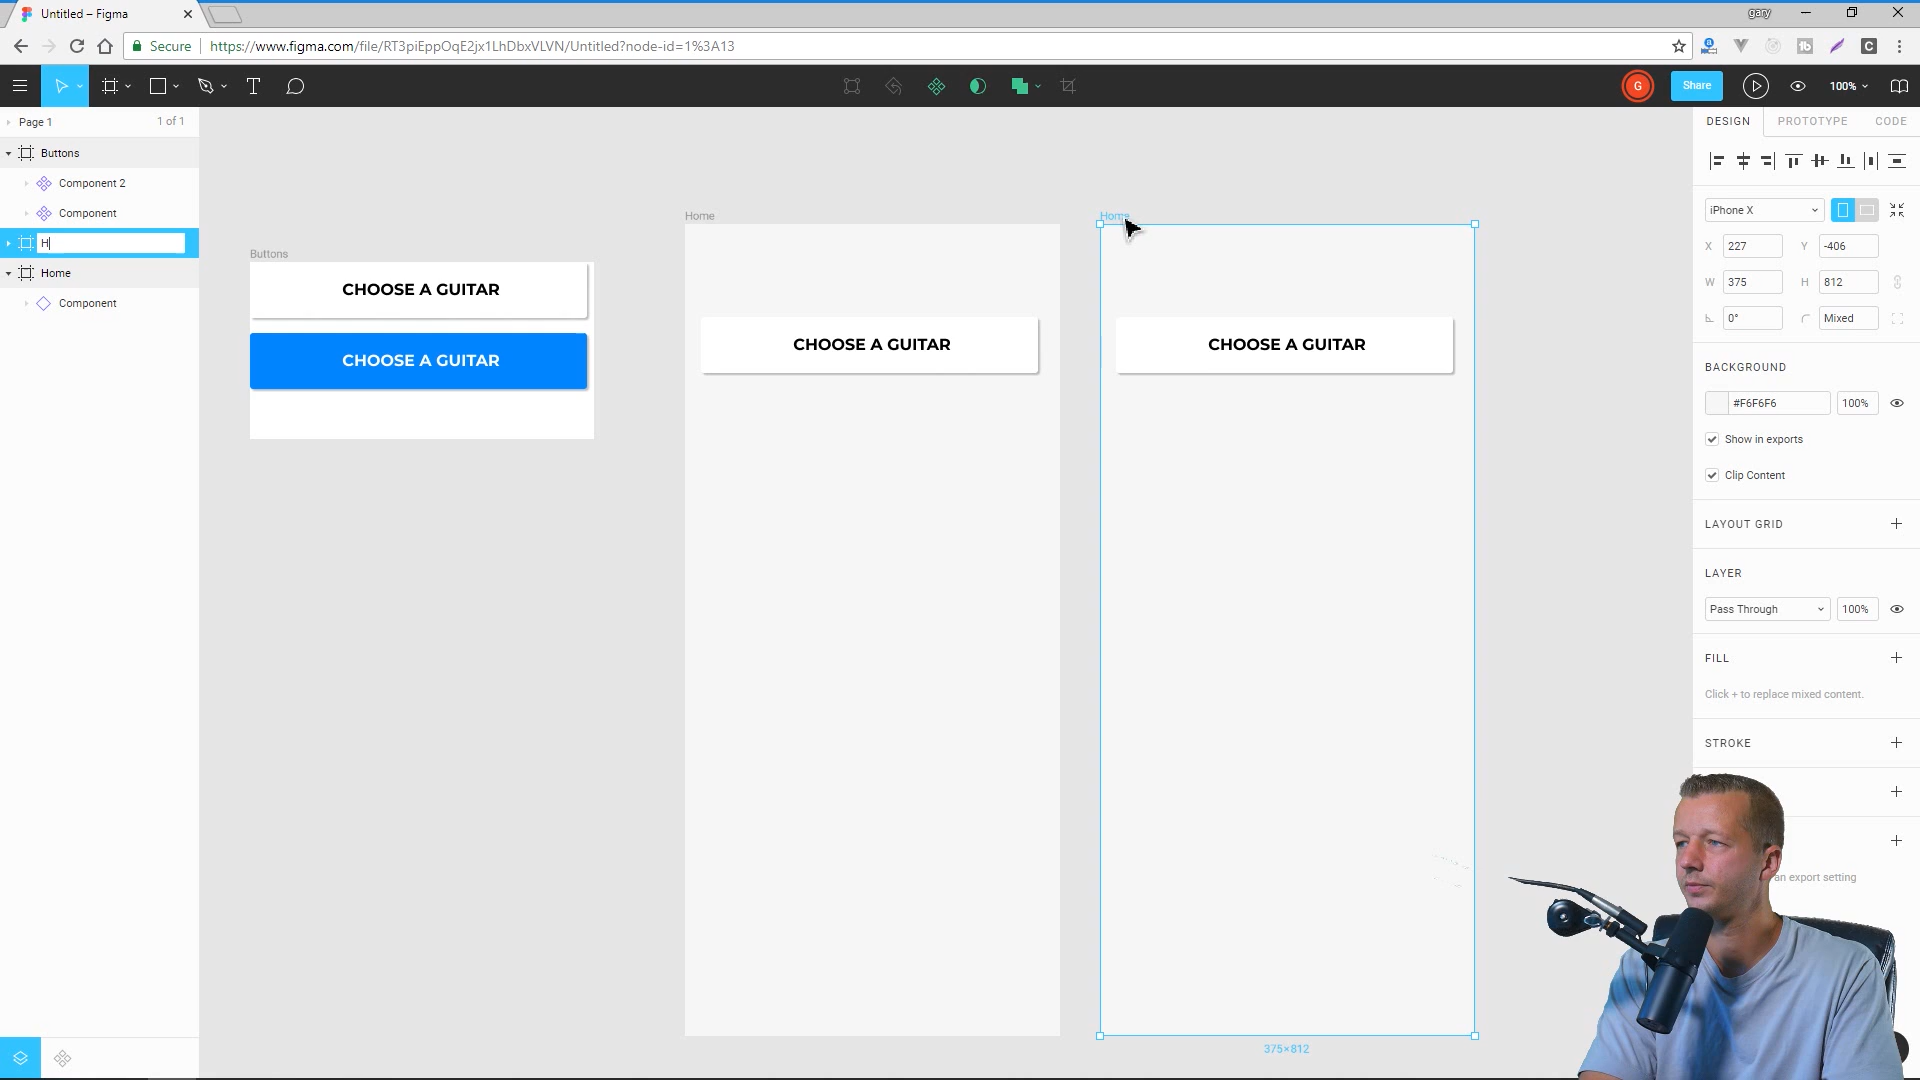 Untitled – Figma
gary
Secure
https://www.figma.com/file/RT3piEppOqE2jx1LhDbxVLVN/Untitled?node-id=1%3A13
G
Share
100%
Page 1
1 of 1
Buttons
Component 2
Component
H
Home
Component
Buttons
CHOOSE A GUITAR
CHOOSE A GUITAR
Home
CHOOSE A GUITAR
Home
CHOOSE A GUITAR
375×812
DESIGN
PROTOTYPE
CODE
iPhone X
X 227 Y -406
W 375 H 812
0° Mixed
BACKGROUND
#F6F6F6 100%
Show in exports
Clip Content
LAYOUT GRID
LAYER
Pass Through 100%
FILL
Click + to replace mixed content.
STROKE
an export setting